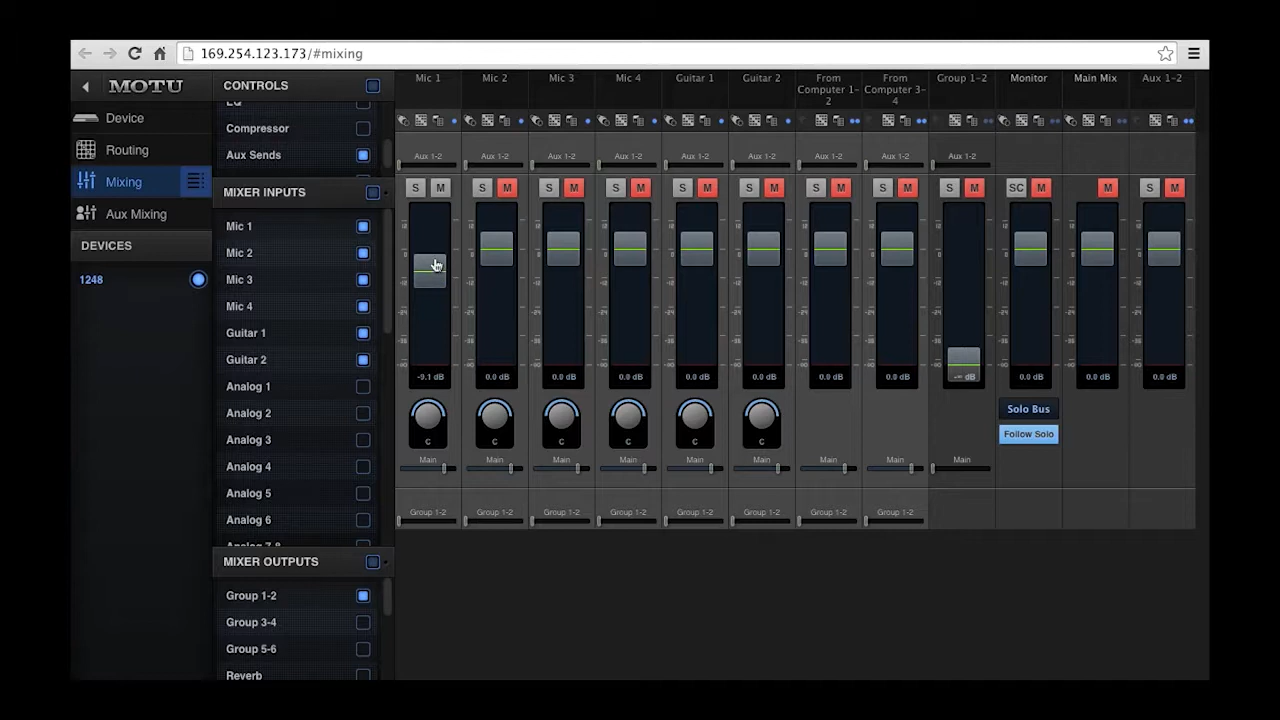 169.254.123.173/#mixing
MOTU
Device
Routing
Mixing
Aux Mixing
DEVICES
1248
CONTROLS
EQ
Compressor
Aux Sends
MIXER INPUTS
Mic 1
Mic 2
Mic 3
Mic 4
Guitar 1
Guitar 2
Analog 1
Analog 2
Analog 3
Analog 4
Analog 5
Analog 6
Analog 7-8
MIXER OUTPUTS
Group 1-2
Group 3-4
Group 5-6
Reverb
Mic 1 Mic 2 Mic 3 Mic 4 Guitar 1 Guitar 2 From Computer 1-2 From Computer 3-4 Group 1-2 Monitor Main Mix Aux 1-2
Aux 1-2 Aux 1-2 Aux 1-2 Aux 1-2 Aux 1-2 Aux 1-2 Aux 1-2 Aux 1-2 Aux 1-2
S M S M S M S M S M S M S M S M S M SC M M S M
-9.1 dB 0.0 dB 0.0 dB 0.0 dB 0.0 dB 0.0 dB 0.0 dB 0.0 dB -∞ dB 0.0 dB 0.0 dB 0.0 dB
Solo Bus
Follow Solo
C C C C C C
Main Main Main Main Main Main Main Main Main
Group 1-2 Group 1-2 Group 1-2 Group 1-2 Group 1-2 Group 1-2 Group 1-2 Group 1-2